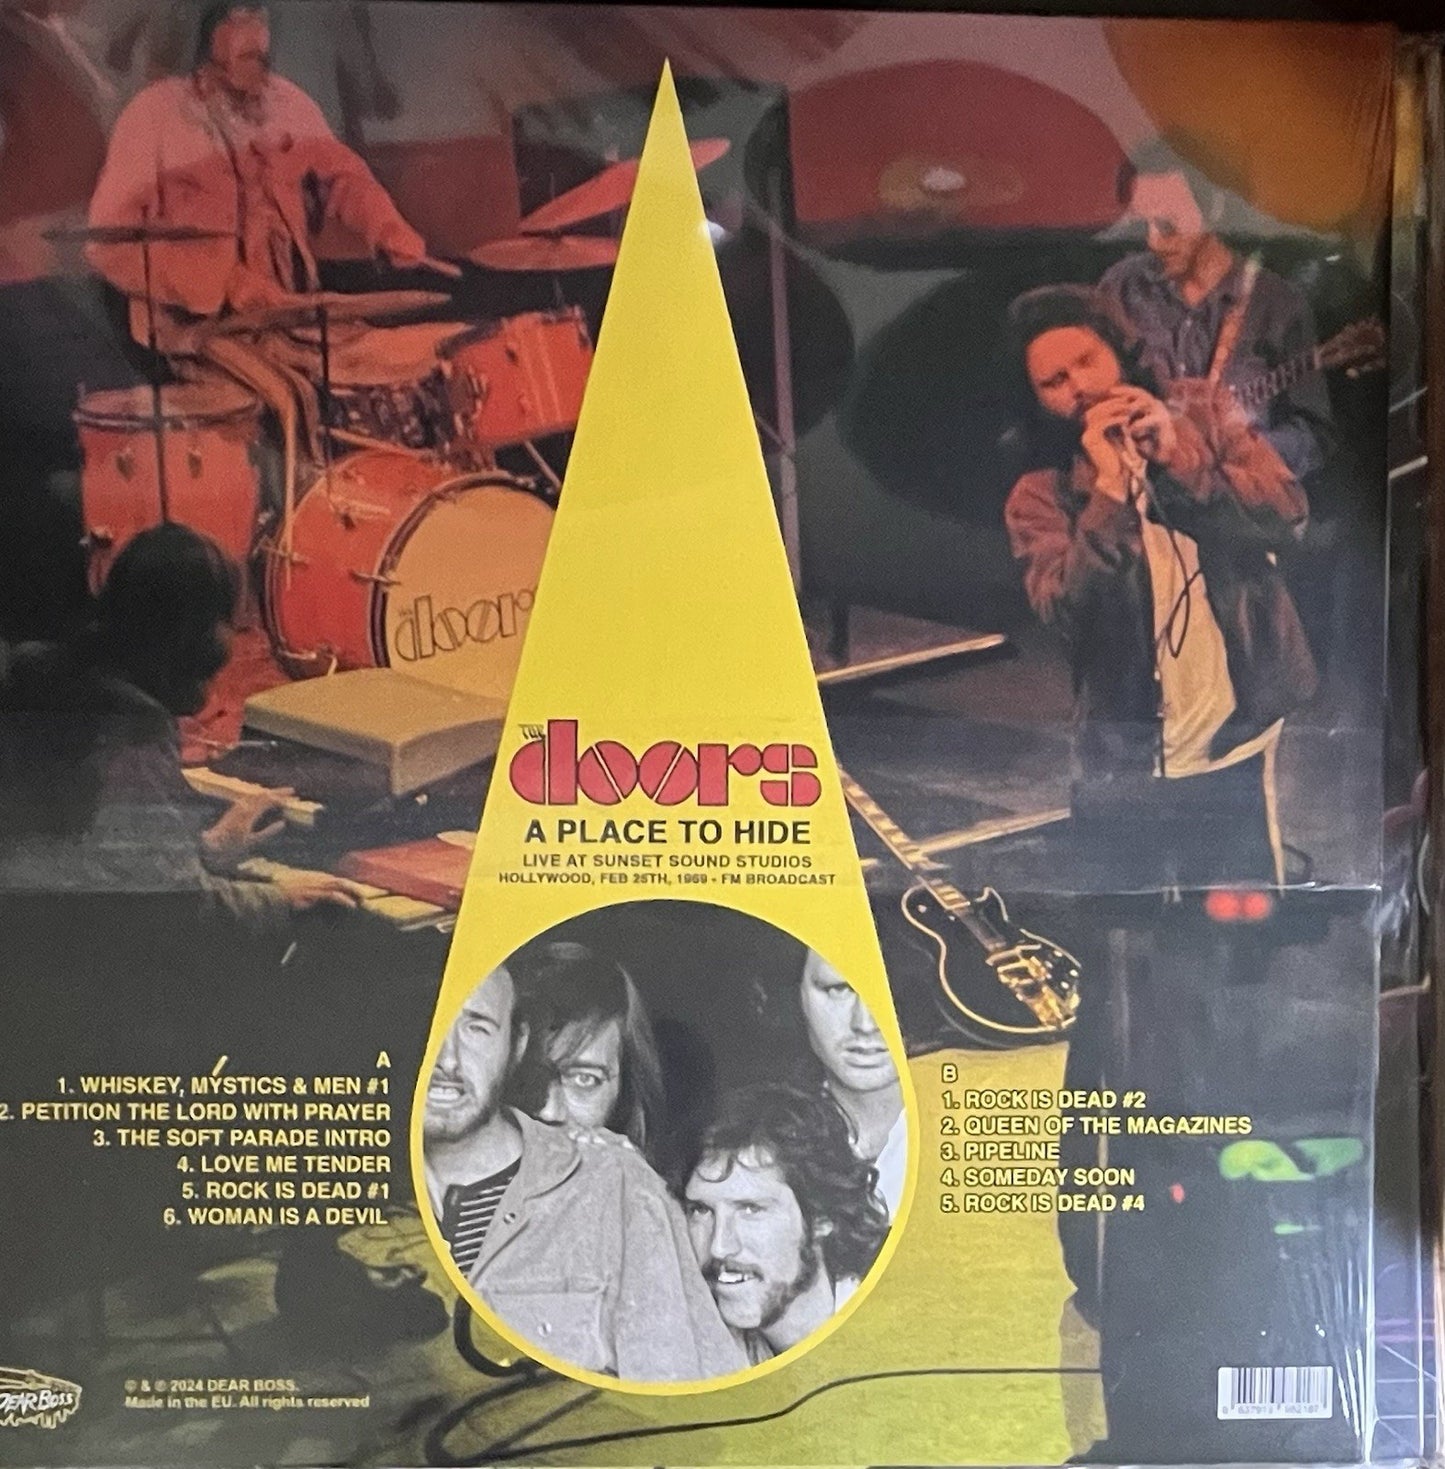 the doors
THE
doors
A PLACE TO HIDE
LIVE AT SUNSET SOUND STUDIOS
HOLLYWOOD, FEB 25TH, 1969 - FM BROADCAST
A
1. WHISKEY, MYSTICS & MEN #1
2. PETITION THE LORD WITH PRAYER
3. THE SOFT PARADE INTRO
4. LOVE ME TENDER
5. ROCK IS DEAD #1
6. WOMAN IS A DEVIL
B
1. ROCK IS DEAD #2
2. QUEEN OF THE MAGAZINES
3. PIPELINE
4. SOMEDAY SOON
5. ROCK IS DEAD #4
DEAR BOSS
℗ & © 2024 DEAR BOSS.
Made in the EU. All rights reserved